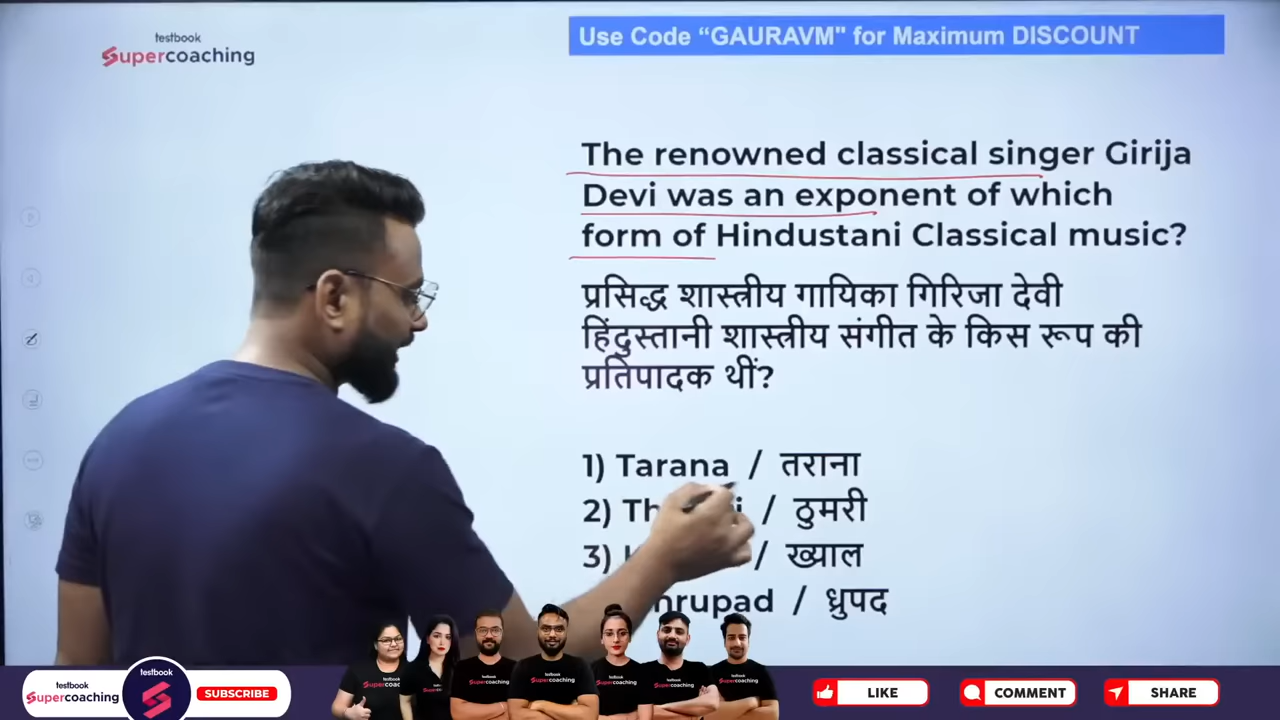 testbook
Supercoaching
Use Code “GAURAVM" for Maximum DISCOUNT
The renowned classical singer Girija
Devi was an exponent of which
form of Hindustani Classical music?
प्रसिद्ध शास्त्रीय गायिका गिरिजा देवी
हिंदुस्तानी शास्त्रीय संगीत के किस रूप की
प्रतिपादक थीं?
1) Tarana / तराना
2) / ठुमरी
3) / ख्याल
/ ध्रुपद
testbook
Supercoaching
testbook
SUBSCRIBE
LIKE
COMMENT
SHARE